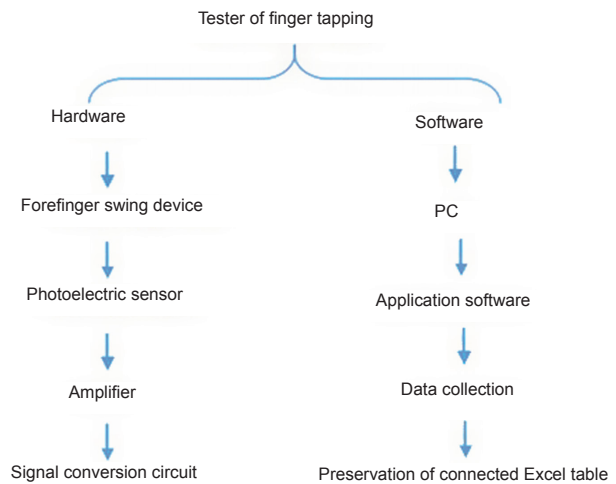 Tester of finger tapping
Hardware
Software
Forefinger swing device
PC
Photoelectric sensor
Application software
Amplifier
Data collection
Signal conversion circuit
Preservation of connected Excel table